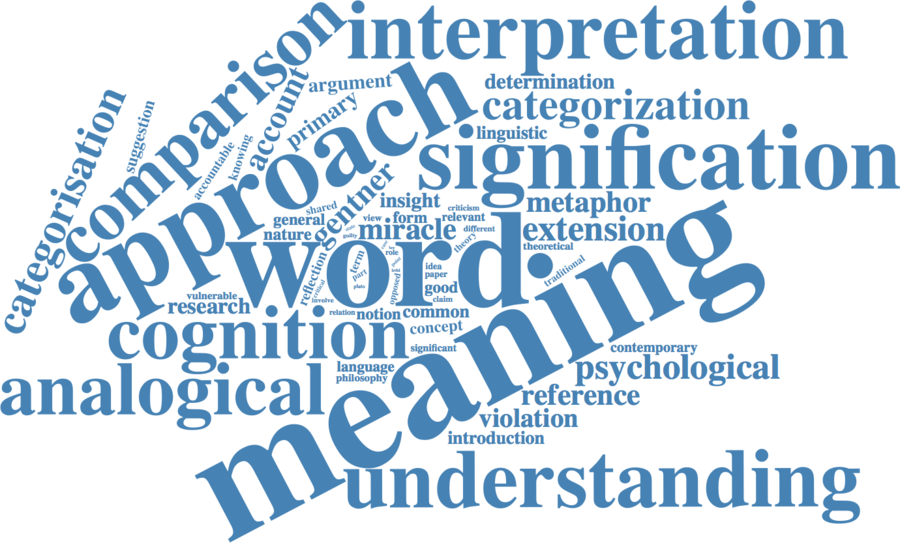 interpretation
comparison
argument
determination
account
primary
categorization
categorisation
suggestion
approach
linguistic
signification
accountable
knowing
gentner
insight
metaphor
shared
criticism
general
view
form
relevant
nature
miracle
different
extension
theory
theoretical
word
role
term
reflection
part
idea
traditional
paper
opposed
plato
good
critical
vulnerable
involve
claim
research
relation
notion
common
cognition
concept
meaning
significant
contemporary
language
psychological
analogical
philosophy
reference
violation
introduction
understanding